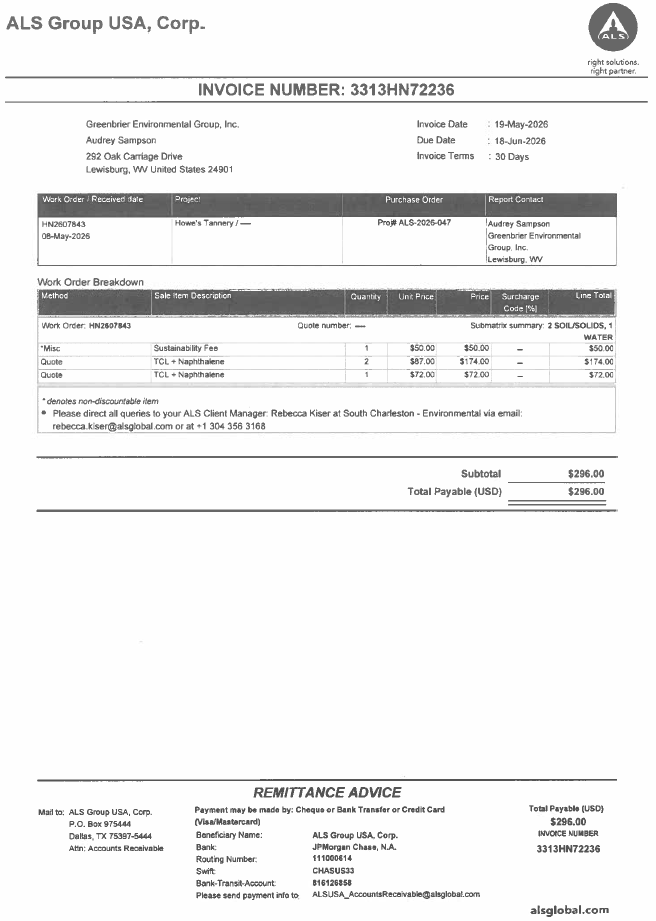 ALS Group USA, Corp.
ALS
right solutions.
right partner.
INVOICE NUMBER: 3313HN72236
Greenbrier Environmental Group, Inc.
Audrey Sampson
292 Oak Carriage Drive
Lewisburg, WV United States 24901
Invoice Date : 19-May-2026
Due Date : 18-Jun-2026
Invoice Terms : 30 Days
Work Order / Received date Project Purchase Order Report Contact
HN2607843 Howe's Tannery / — Proj# ALS-2026-047 Audrey Sampson
08-May-2026 Greenbrier Environmental
Group, Inc.
Lewisburg, WV
Work Order Breakdown
Method Sale Item Description Quantity Unit Price Price Surcharge Line Total
Code [%]
Work Order: HN2607843 Quote number: — Submatrix summary: 2 SOIL/SOLIDS, 1
WATER
*Misc Sustainability Fee 1 $50.00 $50.00 – $50.00
Quote TCL + Naphthalene 2 $87.00 $174.00 – $174.00
Quote TCL + Naphthalene 1 $72.00 $72.00 – $72.00
* denotes non-discountable item
• Please direct all queries to your ALS Client Manager: Rebecca Kiser at South Charleston - Environmental via email:
rebecca.kiser@alsglobal.com or at +1 304 356 3168
Subtotal $296.00
Total Payable (USD) $296.00
REMITTANCE ADVICE
Mail to: ALS Group USA, Corp.
P.O. Box 975444
Dallas, TX 75397-5444
Attn: Accounts Receivable
Payment may be made by: Cheque or Bank Transfer or Credit Card
(Visa/Mastercard)
Beneficiary Name: ALS Group USA, Corp.
Bank: JPMorgan Chase, N.A.
Routing Number: 111000614
Swift: CHASUS33
Bank-Transit-Account: 816126858
Please send payment info to: ALSUSA_AccountsReceivable@alsglobal.com
Total Payable (USD)
$296.00
INVOICE NUMBER
3313HN72236
alsglobal.com